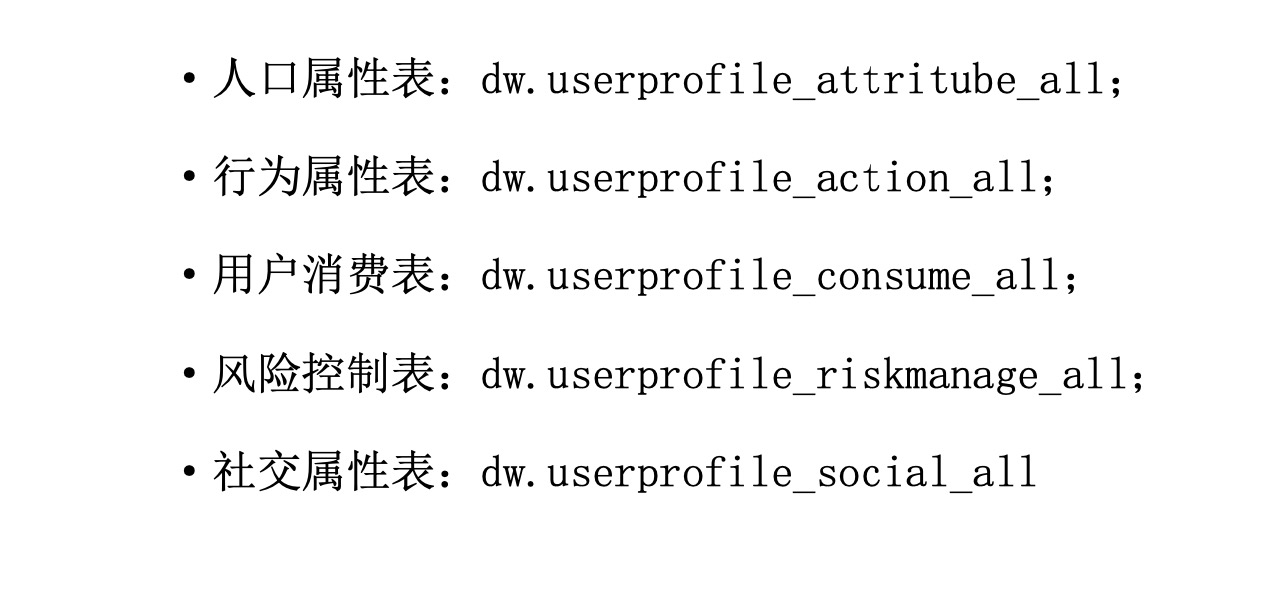 • 人口属性表：dw.userprofile_attritube_all；
• 行为属性表：dw.userprofile_action_all；
• 用户消费表：dw.userprofile_consume_all；
• 风险控制表：dw.userprofile_riskmanage_all；
• 社交属性表：dw.userprofile_social_all